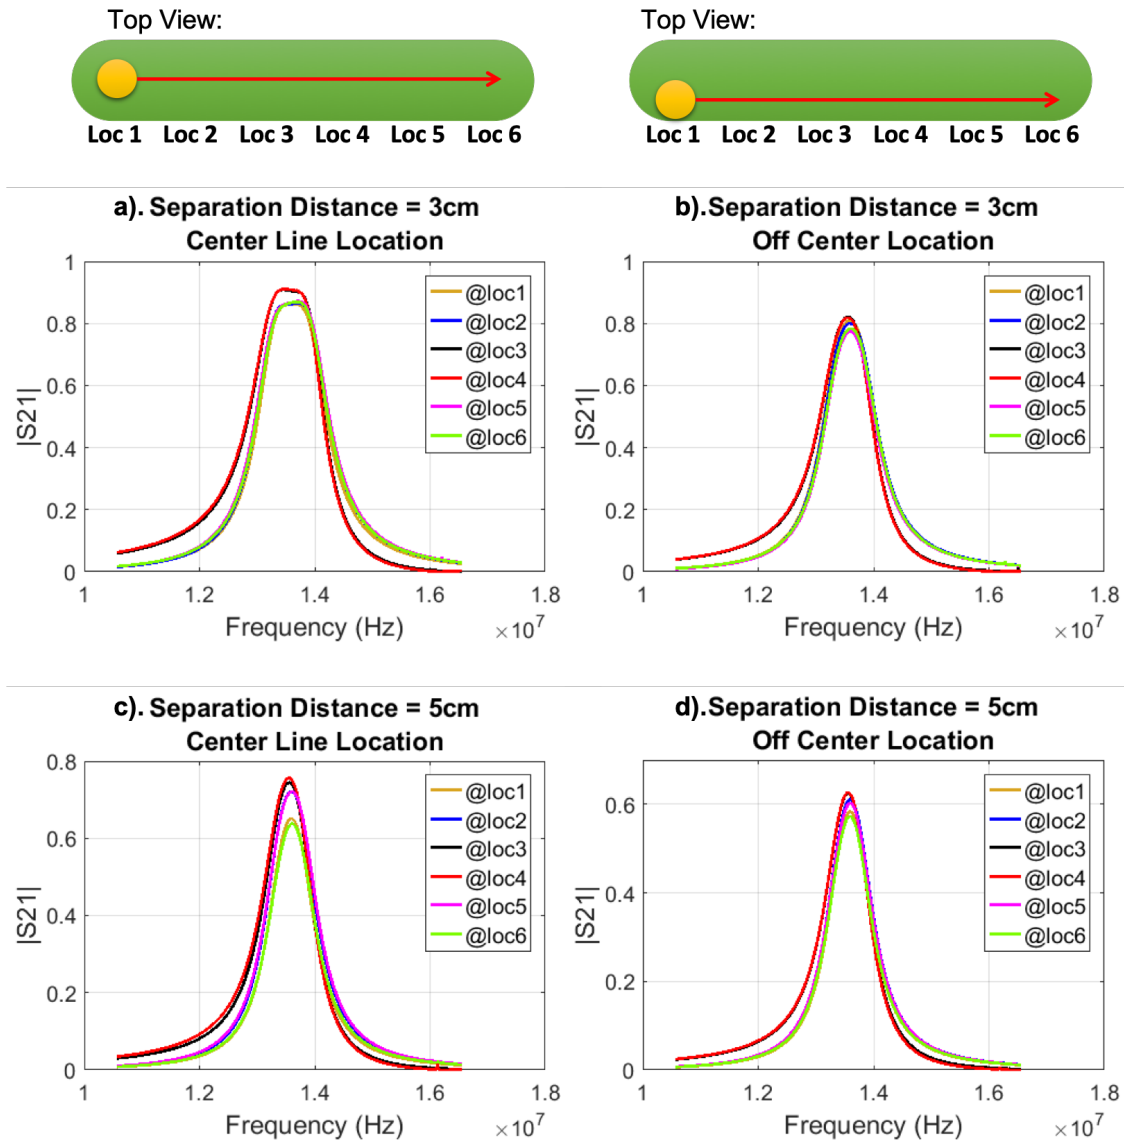 Top View:
Top View:
Loc 1 Loc 2 Loc 3 Loc 4 Loc 5 Loc 6
Loc 1 Loc 2 Loc 3 Loc 4 Loc 5 Loc 6
a). Separation Distance = 3cm
Center Line Location
|S21|
1
0.8
0.6
0.4
0.2
0
@loc1
@loc2
@loc3
@loc4
@loc5
@loc6
1 1.2 1.4 1.6 1.8
Frequency (Hz)
×10^7
b).Separation Distance = 3cm
Off Center Location
|S21|
1
0.8
0.6
0.4
0.2
0
@loc1
@loc2
@loc3
@loc4
@loc5
@loc6
1 1.2 1.4 1.6 1.8
Frequency (Hz)
×10^7
c). Separation Distance = 5cm
Center Line Location
|S21|
0.8
0.6
0.4
0.2
0
@loc1
@loc2
@loc3
@loc4
@loc5
@loc6
1 1.2 1.4 1.6 1.8
Frequency (Hz)
×10^7
d).Separation Distance = 5cm
Off Center Location
|S21|
0.6
0.4
0.2
0
@loc1
@loc2
@loc3
@loc4
@loc5
@loc6
1 1.2 1.4 1.6 1.8
Frequency (Hz)
×10^7